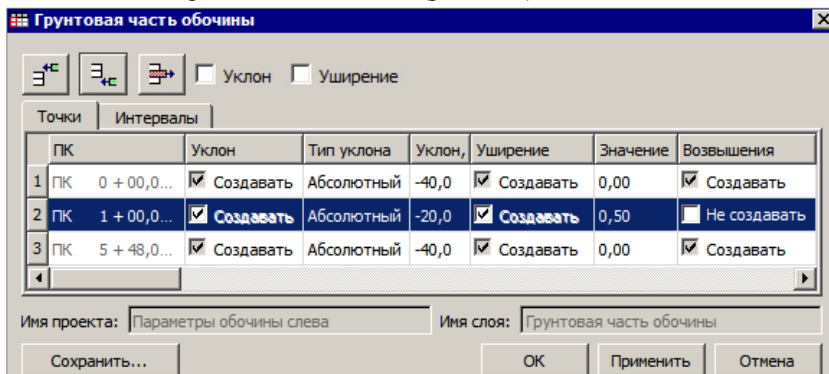 Грунтовая часть обочины
Уклон Уширение
Точки Интервалы
ПК Уклон Тип уклона Уклон, Уширение Значение Возвышения
1 ПК 0 + 00,0... Создавать Абсолютный -40,0 Создавать 0,00 Создавать
2 ПК 1 + 00,0... Создавать Абсолютный -20,0 Создавать 0,50 Не создавать
3 ПК 5 + 48,0... Создавать Абсолютный -40,0 Создавать 0,00 Создавать
Имя проекта: Параметры обочины слева Имя слоя: Грунтовая часть обочины
Сохранить... ОК Применить Отмена